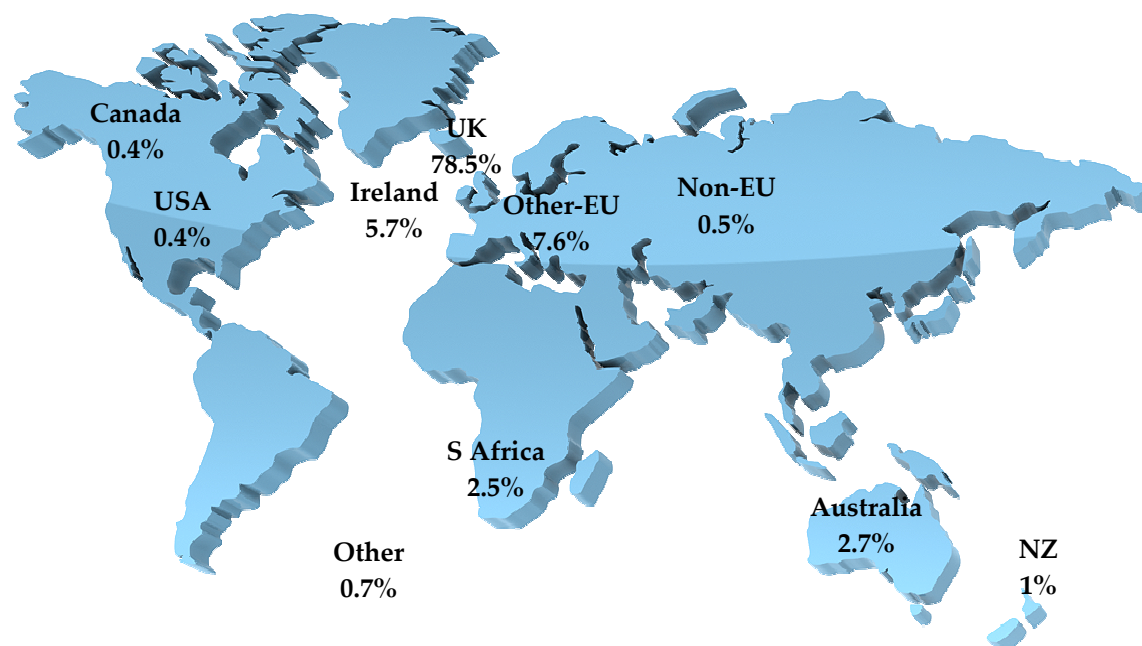 Canada
0.4%
UK
78.5%
USA
0.4%
Ireland
5.7%
Other-EU
7.6%
Non-EU
0.5%
S Africa
2.5%
Australia
2.7%
Other
0.7%
NZ
1%